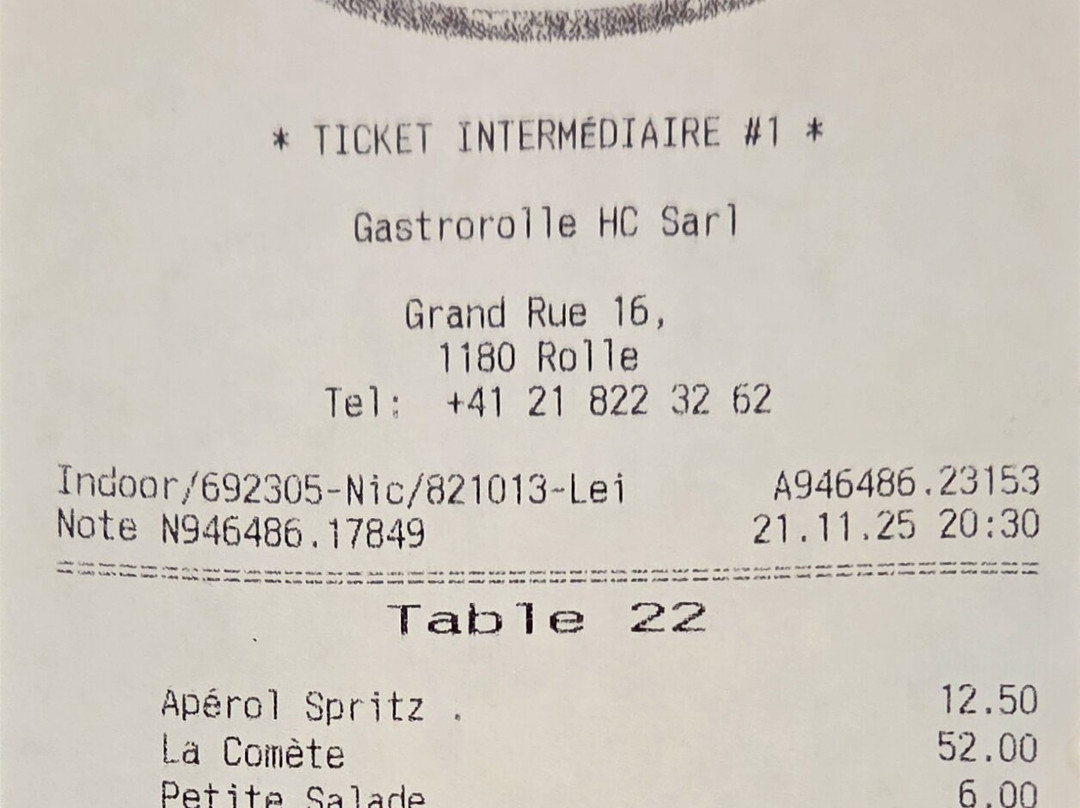 * TICKET INTERMÉDIAIRE #1 *
Gastrorolle HC Sarl
Grand Rue 16,
1180 Rolle
Tel: +41 21 822 32 62
Indoor/692305-Nic/821013-Lei A946486.23153
Note N946486.17849 21.11.25 20:30
Table 22
Apérol Spritz . 12.50
La Comète 52.00
Petite Salade 6.00